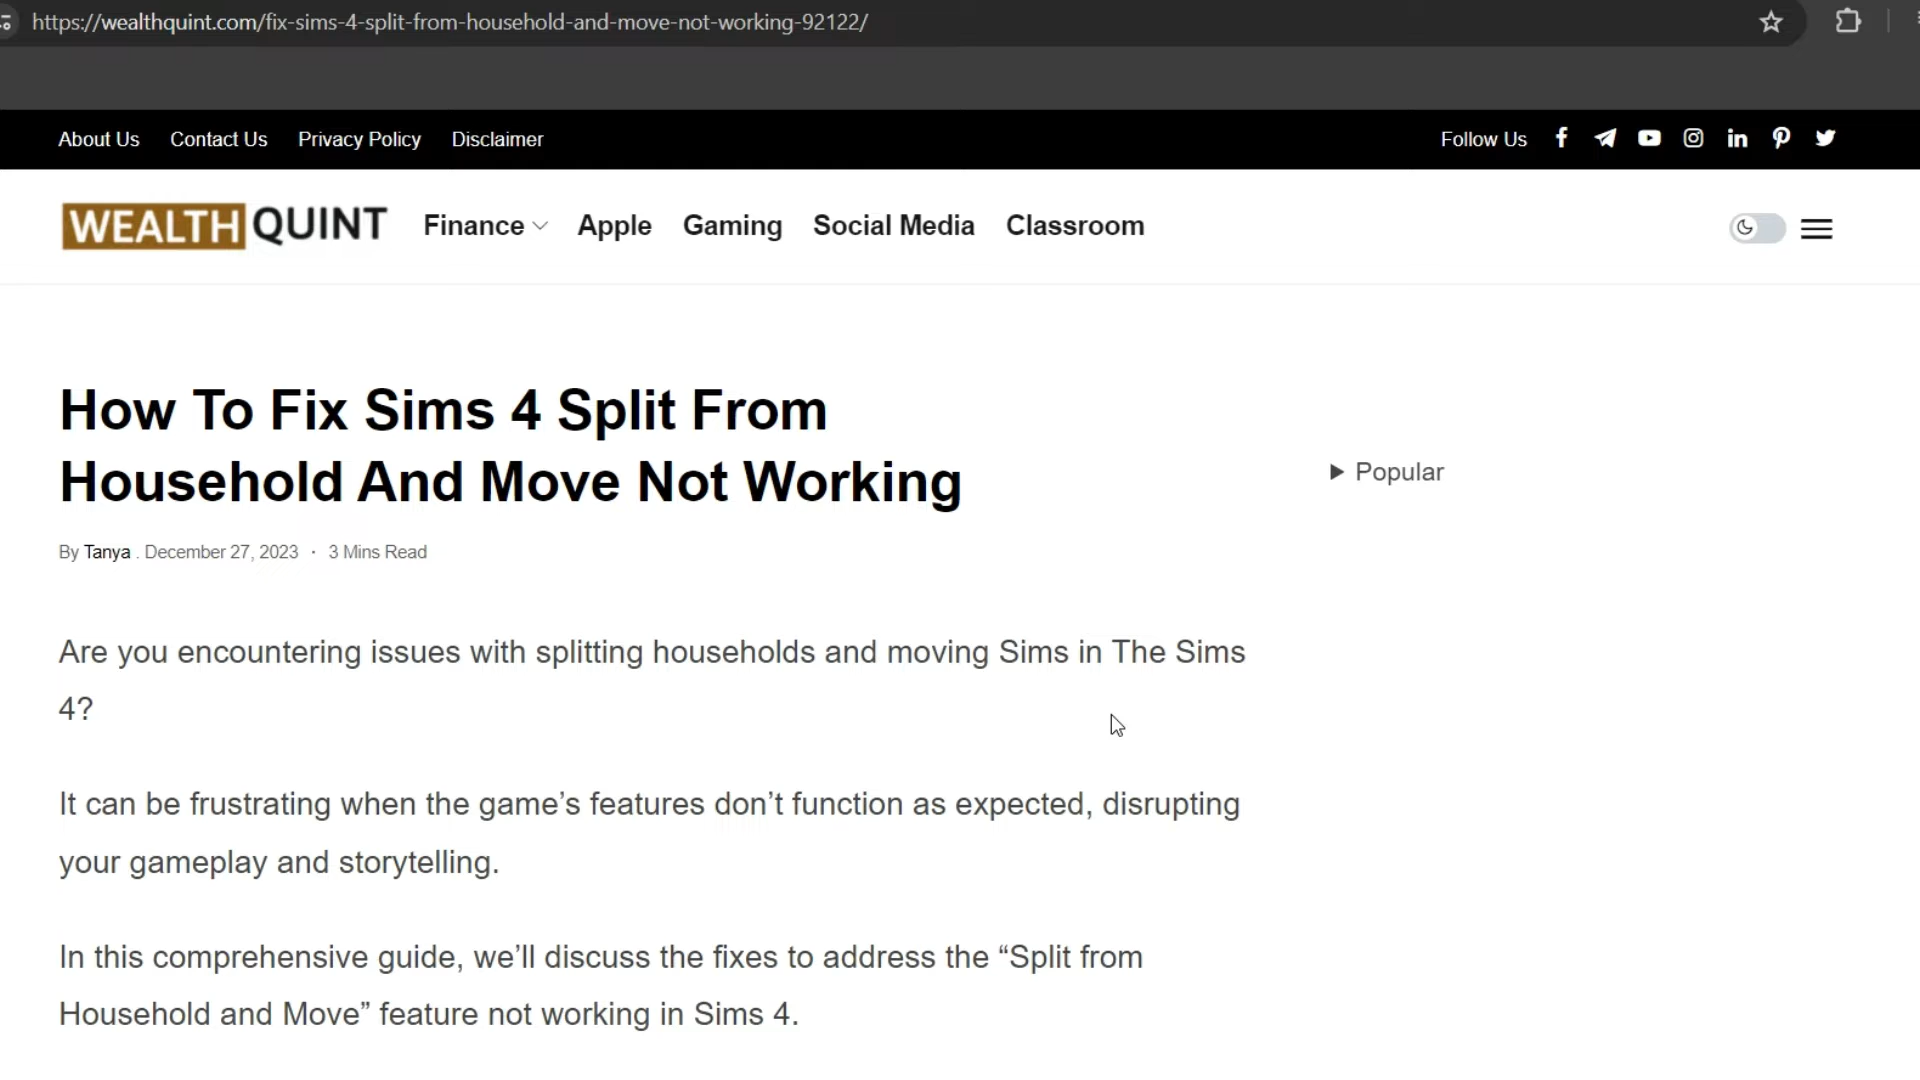 https://wealthquint.com/fix-sims-4-split-from-household-and-move-not-working-92122/
About Us Contact Us Privacy Policy Disclaimer Follow Us
WEALTH QUINT Finance Apple Gaming Social Media Classroom
How To Fix Sims 4 Split From
Household And Move Not Working
Popular
By Tanya . December 27, 2023 · 3 Mins Read
Are you encountering issues with splitting households and moving Sims in The Sims
4?
It can be frustrating when the game’s features don’t function as expected, disrupting
your gameplay and storytelling.
In this comprehensive guide, we’ll discuss the fixes to address the “Split from
Household and Move” feature not working in Sims 4.